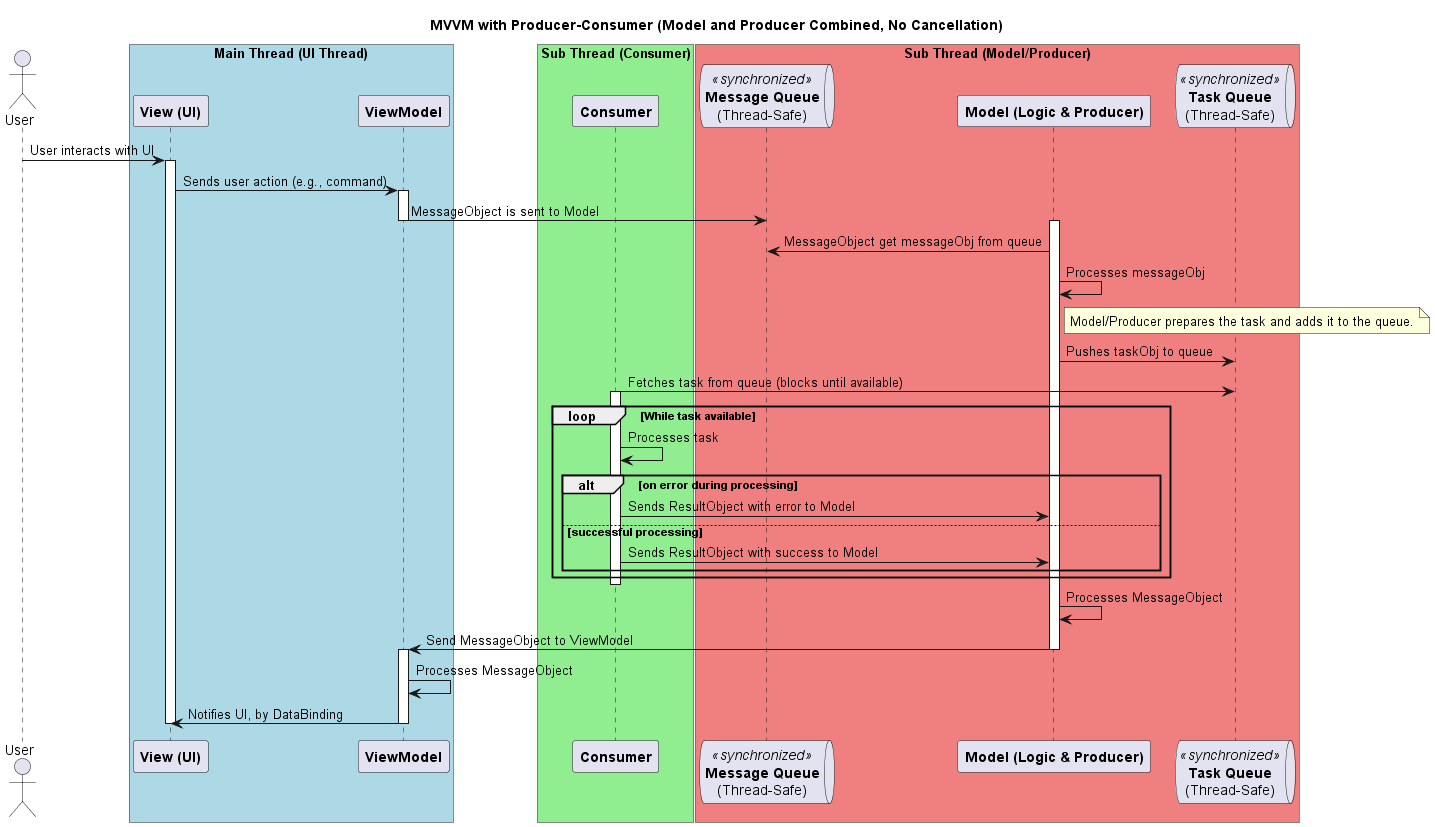 MVVM with Producer-Consumer (Model and Producer Combined, No Cancellation)
Main Thread (UI Thread)
Sub Thread (Consumer)
Sub Thread (Model/Producer)
User
View (UI)
ViewModel
Consumer
«synchronized»
Message Queue
(Thread-Safe)
Model (Logic & Producer)
«synchronized»
Task Queue
(Thread-Safe)
User interacts with UI
Sends user action (e.g., command)
MessageObject is sent to Model
MessageObject get messageObj from queue
Processes messageObj
Model/Producer prepares the task and adds it to the queue.
Pushes taskObj to queue
Fetches task from queue (blocks until available)
loop [While task available]
Processes task
alt [on error during processing]
Sends ResultObject with error to Model
[successful processing]
Sends ResultObject with success to Model
Processes MessageObject
Send MessageObject to ViewModel
Processes MessageObject
Notifies UI, by DataBinding
User
View (UI)
ViewModel
Consumer
«synchronized»
Message Queue
(Thread-Safe)
Model (Logic & Producer)
«synchronized»
Task Queue
(Thread-Safe)